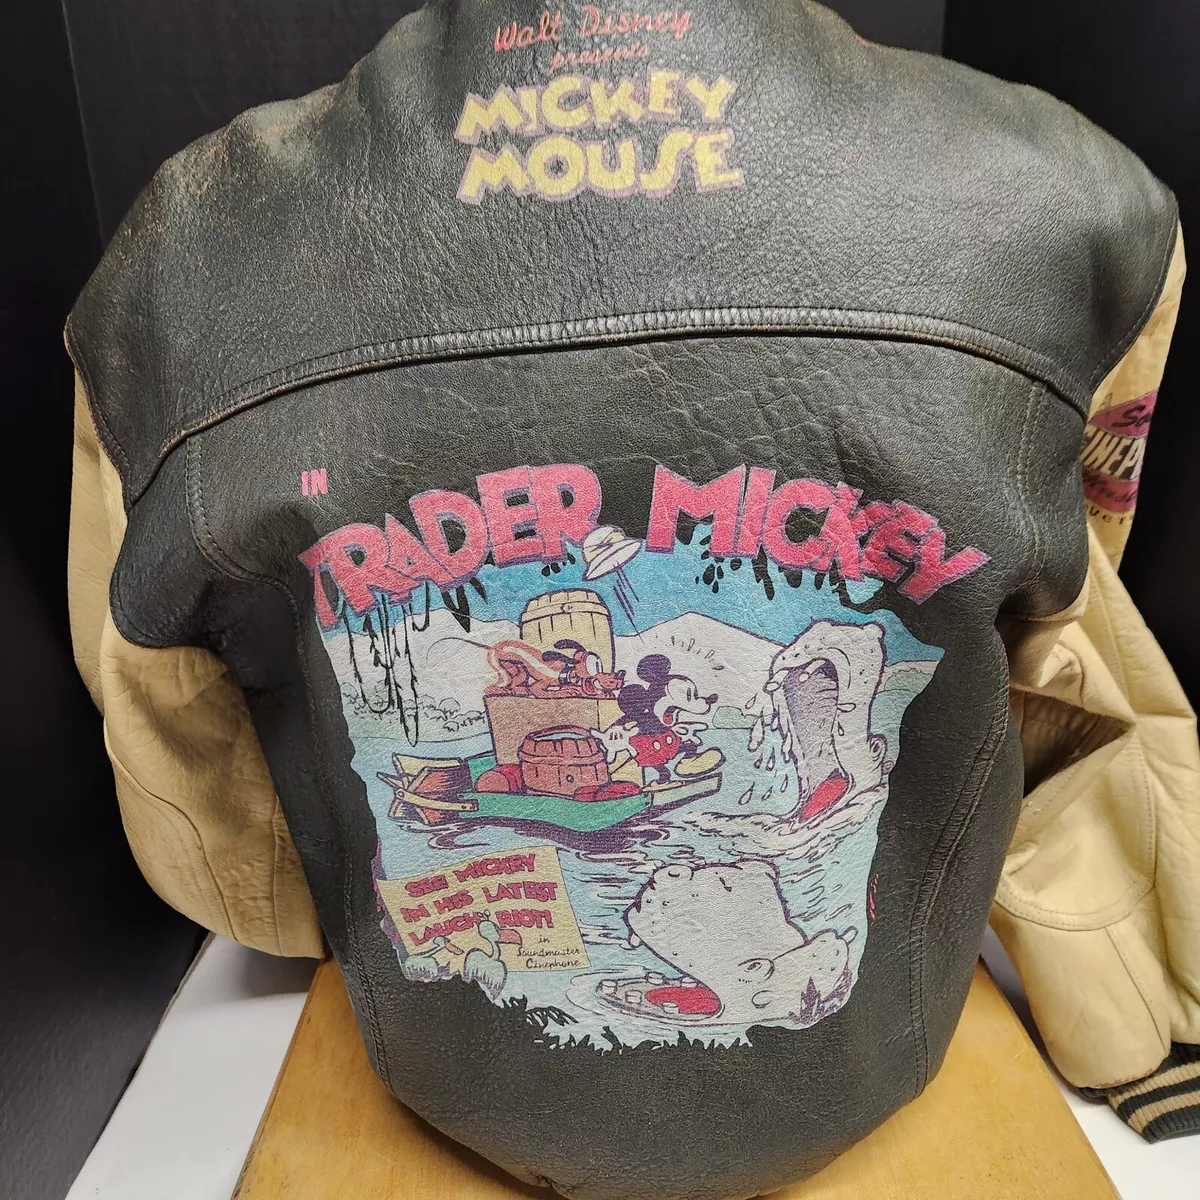 Walt Disney
presents
MICKEY
MOUSE
IN
TRADER MICKEY
SEE MICKEY
IN HIS LATEST
LAUGH RIOT!
in
Soundmaster
Cinephone